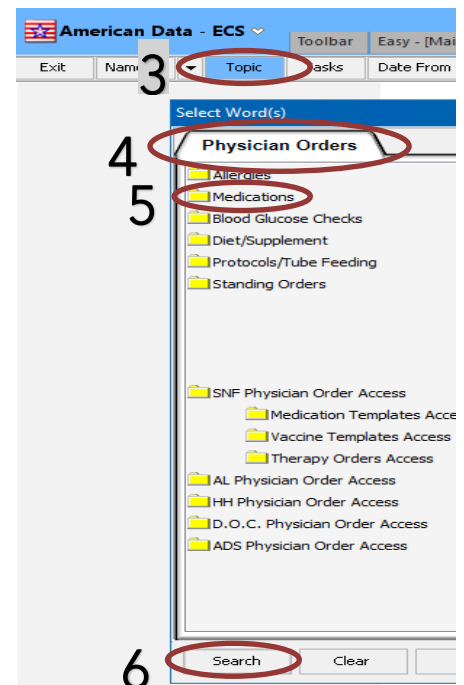 American Data - ECS
Toolbar Easy - [Mai
Exit Nam Topic asks Date From
3
Select Word(s)
4 Physician Orders
Allergies
5 Medications
Blood Glucose Checks
Diet/Supplement
Protocols/Tube Feeding
Standing Orders
SNF Physician Order Access
Medication Templates Acce
Vaccine Templates Access
Therapy Orders Access
AL Physician Order Access
HH Physician Order Access
D.O.C. Physician Order Access
ADS Physician Order Access
6 Search Clear